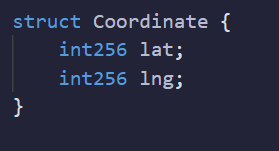 struct Coordinate {
    int256 lat;
    int256 lng;
}